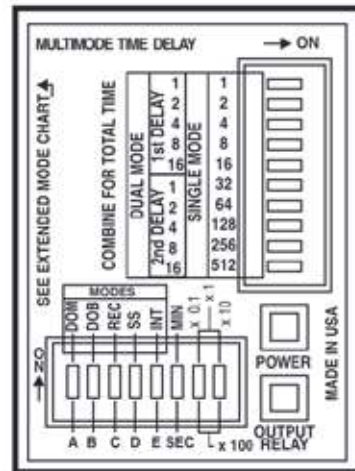 MULTIMODE TIME DELAY
→ ON
SEE EXTENDED MODE CHART
COMBINE FOR TOTAL TIME
DUAL MODE
1st DELAY
2nd DELAY
SINGLE MODE
1 1
2 2
4 4
8 8
16 16
1 32
2 64
4 128
8 256
16 512
MODES
DOM
DOB
REC
SS
INT
MIN
x 0.1
x 1
x 10
ON
A B C D E SEC
x 100
POWER
OUTPUT
RELAY
MADE IN USA